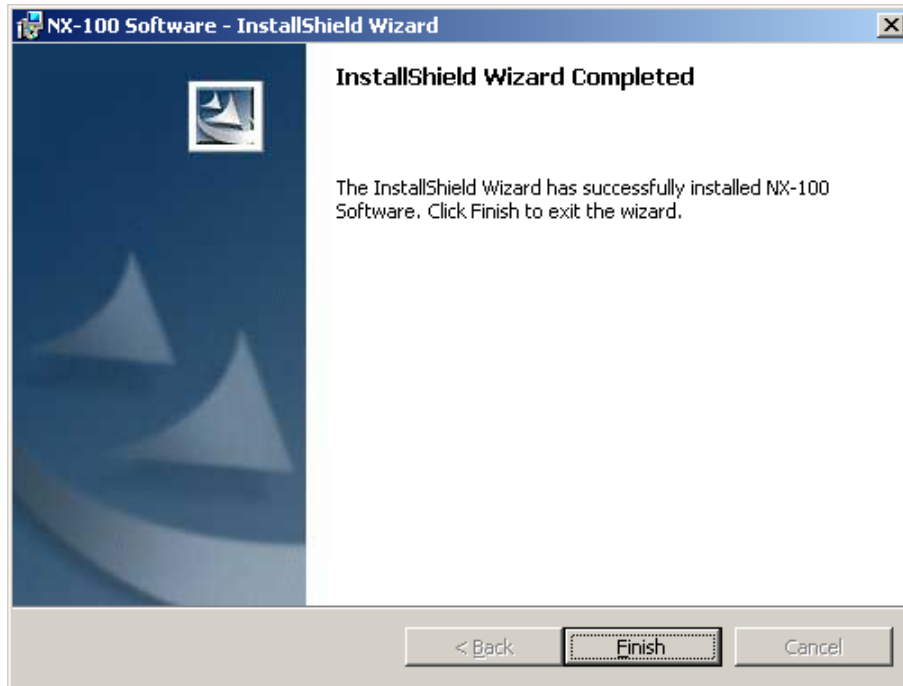 NX-100 Software - InstallShield Wizard
InstallShield Wizard Completed
The InstallShield Wizard has successfully installed NX-100
Software. Click Finish to exit the wizard.
< Back Finish Cancel